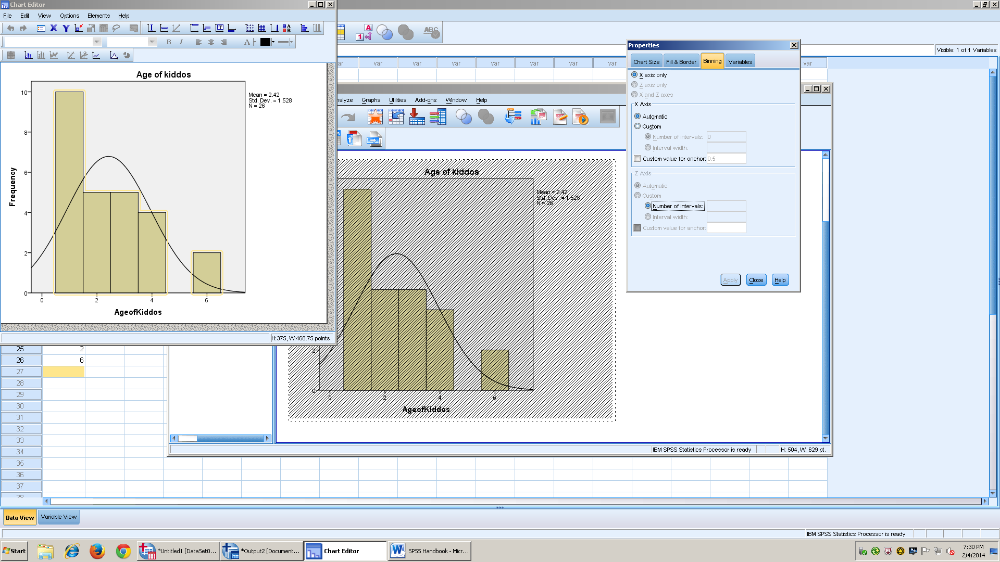 Chart Editor
File Edit View Options Elements Help
X Y
B I A
Age of kiddos
Mean = 2.42
Std. Dev. = 1.528
N = 26
Frequency
10
8
6
4
2
0
0 2 4 6
AgeofKiddos
H:375, W:468.75 points
Visible: 1 of 1 Variables
var var var var var var var var
nalyze Graphs Utilities Add-ons Window Help
Age of kiddos
Mean = 2.42
Std. Dev. = 1.528
N = 26
2
0
0 2 4 6
AgeofKiddos
IBM SPSS Statistics Processor is ready H: 504, W: 629 pt.
Properties
Chart Size Fill & Border Binning Variables
X axis only
Z axis only
X and Z axes
X Axis
Automatic
Custom
Number of intervals: 0
Interval width:
Custom value for anchor: 0.5
Z Axis
Automatic
Custom
Number of intervals:
Interval width:
Custom value for anchor:
Apply Close Help
25 2
26 6
27
28
29
30
31
32
33
34
35
36
37
38
Data View Variable View
IBM SPSS Statistics Processor is ready
Start *Untitled1 [DataSet0... *Output2 [Document... Chart Editor SPSS Handbook - Micr...
7:30 PM
2/4/2014